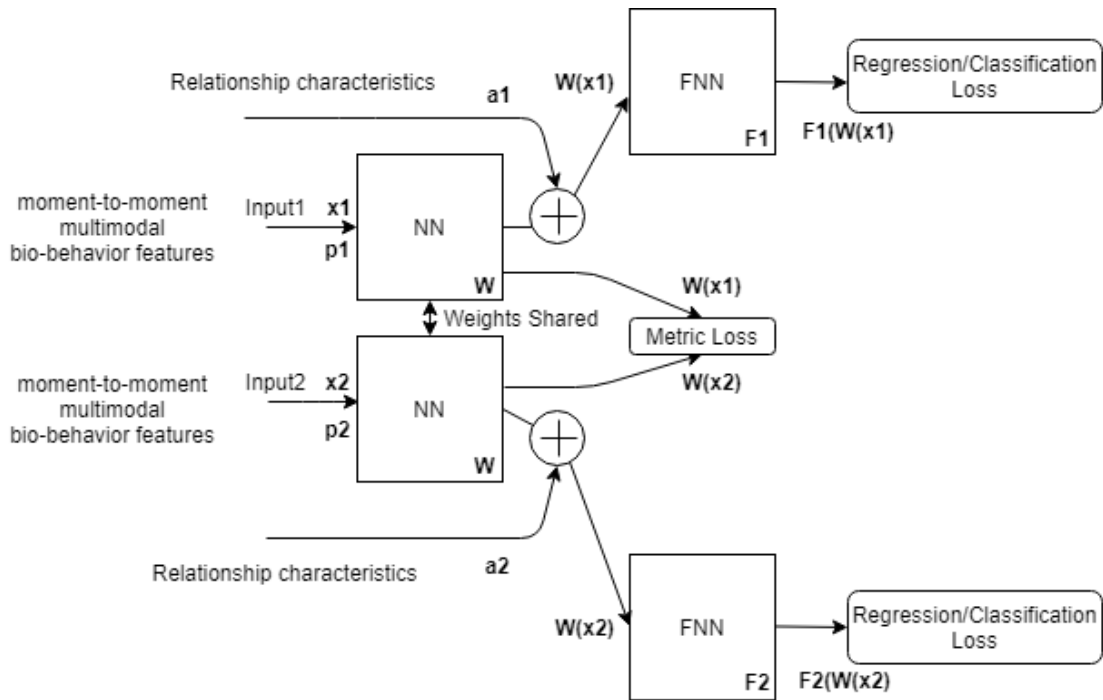 Relationship characteristics
a1
W(x1)
FNN
F1
Regression/Classification
Loss
F1(W(x1)
moment-to-moment
multimodal
bio-behavior features
Input1
x1
p1
NN
W
W(x1)
Weights Shared
Metric Loss
W(x2)
moment-to-moment
multimodal
bio-behavior features
Input2
x2
p2
NN
W
Relationship characteristics
a2
W(x2)
FNN
F2
Regression/Classification
Loss
F2(W(x2)